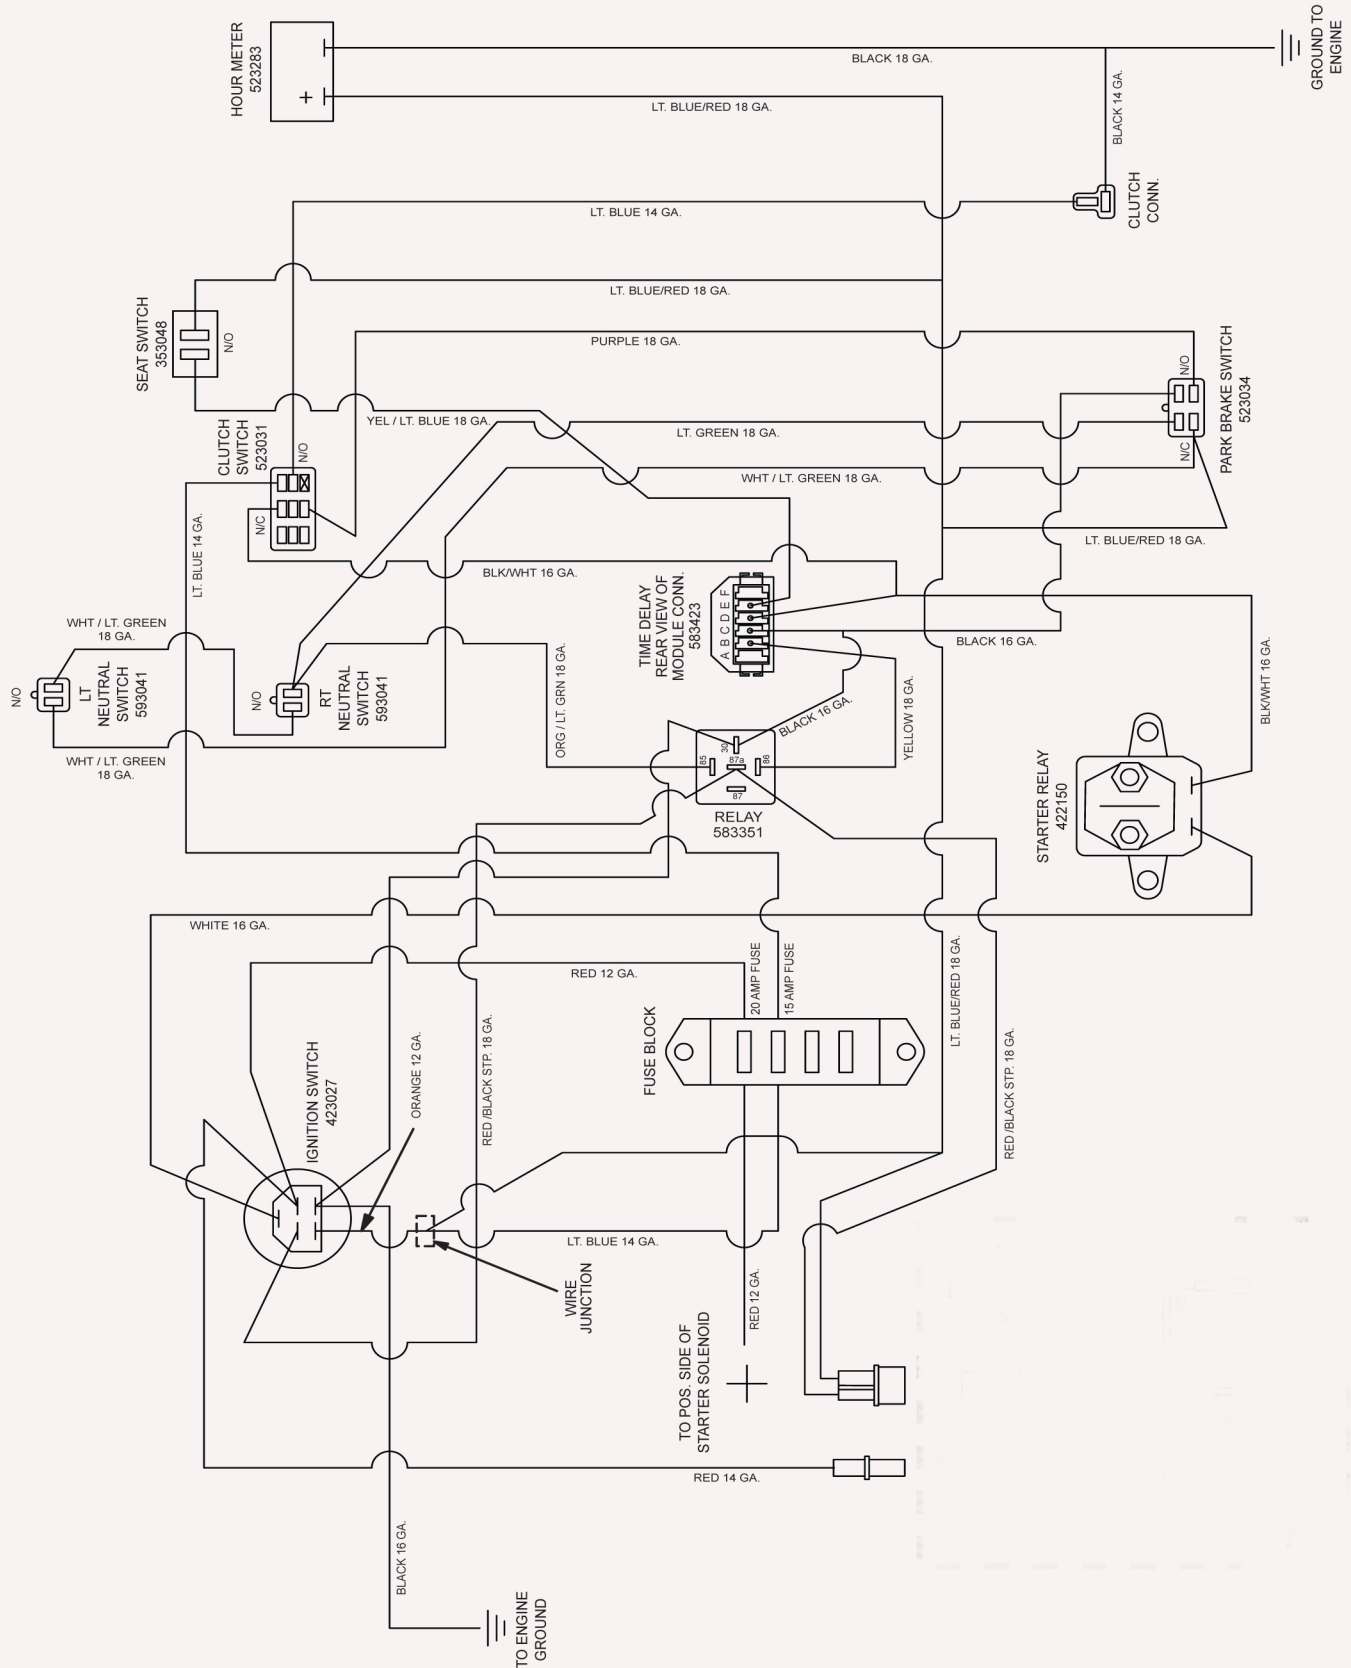 HOUR METER
523283
+
BLACK 18 GA.
GROUND TO
ENGINE
LT. BLUE/RED 18 GA.
BLACK 14 GA.
CLUTCH
CONN.
LT. BLUE 14 GA.
SEAT SWITCH
353048
N/O
LT. BLUE/RED 18 GA.
PURPLE 18 GA.
PARK BRAKE SWITCH
523034
N/O
N/C
CLUTCH
SWITCH
523031
N/O
N/C
YEL / LT. BLUE 18 GA.
LT. GREEN 18 GA.
WHT / LT. GREEN 18 GA.
LT. BLUE/RED 18 GA.
LT. BLUE 14 GA.
BLK/WHT 16 GA.
TIME DELAY
REAR VIEW OF
MODULE CONN.
583423
A B C D E F
BLACK 16 GA.
WHT / LT. GREEN
18 GA.
N/O
LT
NEUTRAL
SWITCH
593041
N/O
RT
NEUTRAL
SWITCH
593041
WHT / LT. GREEN
18 GA.
ORG / LT. GRN 18 GA.
BLACK 16 GA.
YELLOW 18 GA.
BLK/WHT 16 GA.
30
85
87a
86
87
RELAY
583351
STARTER RELAY
422150
WHITE 16 GA.
RED 12 GA.
20 AMP FUSE
15 AMP FUSE
FUSE BLOCK
LT. BLUE/RED 18 GA.
RED /BLACK STP. 18 GA.
IGNITION SWITCH
423027
ORANGE 12 GA.
RED /BLACK STP. 18 GA.
LT. BLUE 14 GA.
WIRE
JUNCTION
RED 12 GA.
TO POS. SIDE OF
STARTER SOLENOID
RED 14 GA.
BLACK 16 GA.
TO ENGINE
GROUND